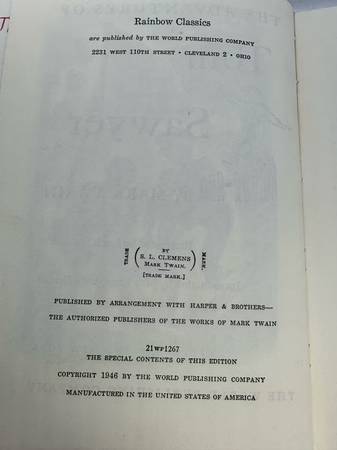 Rainbow Classics
are published by THE WORLD PUBLISHING COMPANY
2231 WEST 110TH STREET • CLEVELAND 2 • OHIO
Sawyer
TRADE
BY
S. L. CLEMENS
MARK TWAIN.
MARK.
[TRADE MARK.]
PUBLISHED BY ARRANGEMENT WITH HARPER & BROTHERS—
THE AUTHORIZED PUBLISHERS OF THE WORKS OF MARK TWAIN
21WP1267
THE SPECIAL CONTENTS OF THIS EDITION
COPYRIGHT 1946 BY THE WORLD PUBLISHING COMPANY
MANUFACTURED IN THE UNITED STATES OF AMERICA